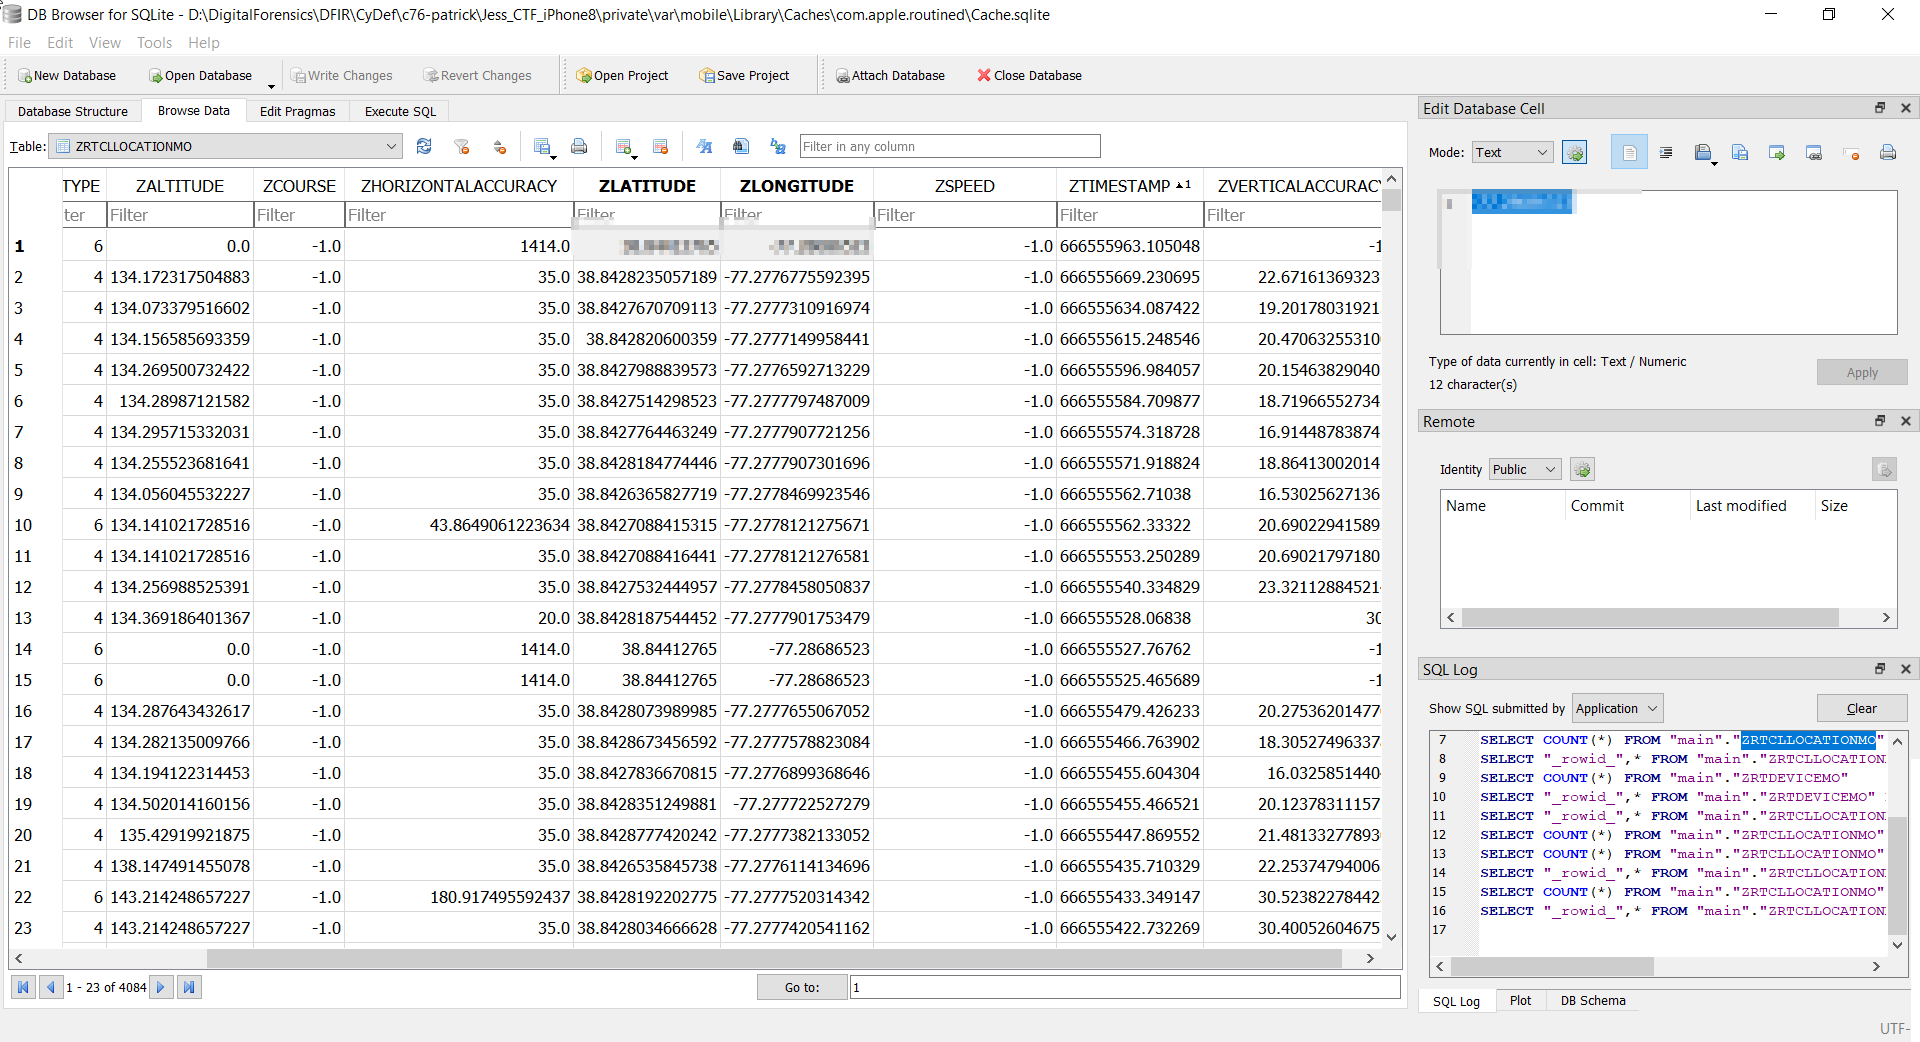 DB Browser for SQLite - D:\DigitalForensics\DFIR\CyDef\c76-patrick\Jess_CTF_iPhone8\private\var\mobile\Library\Caches\com.apple.routined\Cache.sqlite
File Edit View Tools Help
New Database Open Database Write Changes Revert Changes Open Project Save Project Attach Database Close Database
Database Structure Browse Data Edit Pragmas Execute SQL
Table: ZRTCLLOCATIONMO Filter in any column
TYPE ZALTITUDE ZCOURSE ZHORIZONTALACCURACY ZLATITUDE ZLONGITUDE ZSPEED ZTIMESTAMP 1 ZVERTICALACCURACY
ter Filter Filter Filter Filter Filter Filter Filter Filter
1 6 0.0 -1.0 1414.0 -1.0 666555963.105048 -1
2 4 134.172317504883 -1.0 35.0 38.8428235057189 -77.2776775592395 -1.0 666555669.230695 22.67161369323
3 4 134.073379516602 -1.0 35.0 38.8427670709113 -77.2777310916974 -1.0 666555634.087422 19.20178031921
4 4 134.156585693359 -1.0 35.0 38.842820600359 -77.2777149958441 -1.0 666555615.248546 20.4706325531
5 4 134.269500732422 -1.0 35.0 38.8427988839573 -77.2776592713229 -1.0 666555596.984057 20.15463829040
6 4 134.28987121582 -1.0 35.0 38.8427514298523 -77.2777797487009 -1.0 666555584.709877 18.71966552734
7 4 134.295715332031 -1.0 35.0 38.8427764463249 -77.2777907721256 -1.0 666555574.318728 16.91448783874
8 4 134.255523681641 -1.0 35.0 38.8428184774446 -77.2777907301696 -1.0 666555571.918824 18.86413002014
9 4 134.056045532227 -1.0 35.0 38.8426365827719 -77.2778469923546 -1.0 666555562.71038 16.53025627136
10 6 134.141021728516 -1.0 43.8649061223634 38.8427088415315 -77.2778121275671 -1.0 666555562.33322 20.69022941589
11 4 134.141021728516 -1.0 35.0 38.8427088416441 -77.2778121276581 -1.0 666555553.250289 20.69021797180
12 4 134.256988525391 -1.0 35.0 38.8427532444957 -77.2778458050837 -1.0 666555540.334829 23.32112884521
13 4 134.369186401367 -1.0 20.0 38.8428187544452 -77.2777901753479 -1.0 666555528.06838 30
14 6 0.0 -1.0 1414.0 38.84412765 -77.28686523 -1.0 666555527.76762 -1
15 6 0.0 -1.0 1414.0 38.84412765 -77.28686523 -1.0 666555525.465689 -1
16 4 134.287643432617 -1.0 35.0 38.8428073989985 -77.2777655067052 -1.0 666555479.426233 20.27536201477
17 4 134.282135009766 -1.0 35.0 38.8428673456592 -77.2777578823084 -1.0 666555466.763902 18.30527496337
18 4 134.194122314453 -1.0 35.0 38.8427836670815 -77.2776899368646 -1.0 666555455.604304 16.0325851440
19 4 134.502014160156 -1.0 35.0 38.8428351249881 -77.277722527279 -1.0 666555455.466521 20.12378311157
20 4 135.42919921875 -1.0 35.0 38.8428777420242 -77.2777382133052 -1.0 666555447.869552 21.48133277893
21 4 138.147491455078 -1.0 35.0 38.8426535845738 -77.2776114134696 -1.0 666555435.710329 22.25374794006
22 6 143.214248657227 -1.0 180.917495592437 38.8428192202775 -77.2777520314342 -1.0 666555433.349147 30.52382278442
23 4 143.214248657227 -1.0 35.0 38.8428034666628 -77.2777420541162 -1.0 666555422.732269 30.40052604675
1 - 23 of 4084 Go to: 1
Edit Database Cell
Mode: Text
Type of data currently in cell: Text / Numeric
12 character(s)
Apply
Remote
Identity Public
Name Commit Last modified Size
SQL Log
Show SQL submitted by Application Clear
7 SELECT COUNT(*) FROM "main"."ZRTCLLOCATIONMO"
8 SELECT "_rowid_",* FROM "main"."ZRTCLLOCATION
9 SELECT COUNT(*) FROM "main"."ZRTDEVICEMO"
10 SELECT "_rowid_",* FROM "main"."ZRTDEVICEMO"
11 SELECT "_rowid_",* FROM "main"."ZRTCLLOCATION
12 SELECT COUNT(*) FROM "main"."ZRTCLLOCATIONMO"
13 SELECT COUNT(*) FROM "main"."ZRTCLLOCATIONMO"
14 SELECT "_rowid_",* FROM "main"."ZRTCLLOCATION
15 SELECT COUNT(*) FROM "main"."ZRTCLLOCATIONMO"
16 SELECT "_rowid_",* FROM "main"."ZRTCLLOCATION
17
SQL Log Plot DB Schema
UTF-